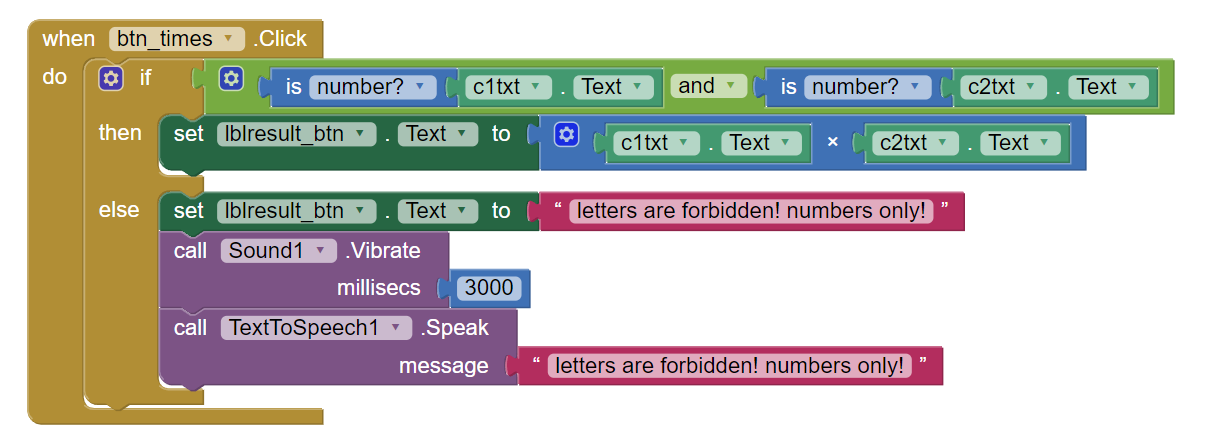 when btn_times .Click
do if is number? c1txt . Text and is number? c2txt . Text
then set lblresult_btn . Text to c1txt . Text × c2txt . Text
else set lblresult_btn . Text to “ letters are forbidden! numbers only! ”
call Sound1 .Vibrate
millisecs 3000
call TextToSpeech1 .Speak
message “ letters are forbidden! numbers only! ”